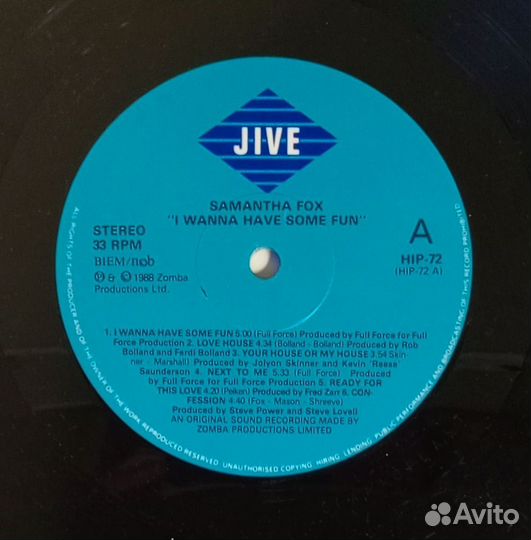 JIVE
SAMANTHA FOX
"I WANNA HAVE SOME FUN"
STEREO
33 RPM
BIEM/n©b
Ⓟ & © 1988 Zomba
Productions Ltd.
A
HIP-72
(HIP-72 A)
1. I WANNA HAVE SOME FUN 5.00 (Full Force) Produced by Full Force for Full
Force Production 2. LOVE HOUSE 4.34 (Bolland - Bolland) Produced by Rob
Bolland and Ferdi Bolland 3. YOUR HOUSE OR MY HOUSE 3.54 Skin-
ner - Marshall) Produced by Jolyon Skinner and Kevin 'Reese'
Saunderson 4. NEXT TO ME 5.33 (Full Force) Produced
by Full Force for Full Force Production 5. READY FOR
THIS LOVE 4.20 (Pelkan) Produced by Fred Zarr 6. CON-
FESSION 4.40 (Fox - Mason - Shreeve)
Produced by Steve Power and Steve Lovell
AN ORIGINAL SOUND RECORDING MADE BY
ZOMBA PRODUCTIONS LIMITED
ALL RIGHTS OF THE PRODUCER AND OF THE OWNER OF THE WORK REPRODUCED RESERVED. UNAUTHORISED COPYING, HIRING, LENDING, PUBLIC PERFORMANCE AND BROADCASTING OF THIS RECORD PROHIBITED
Avito